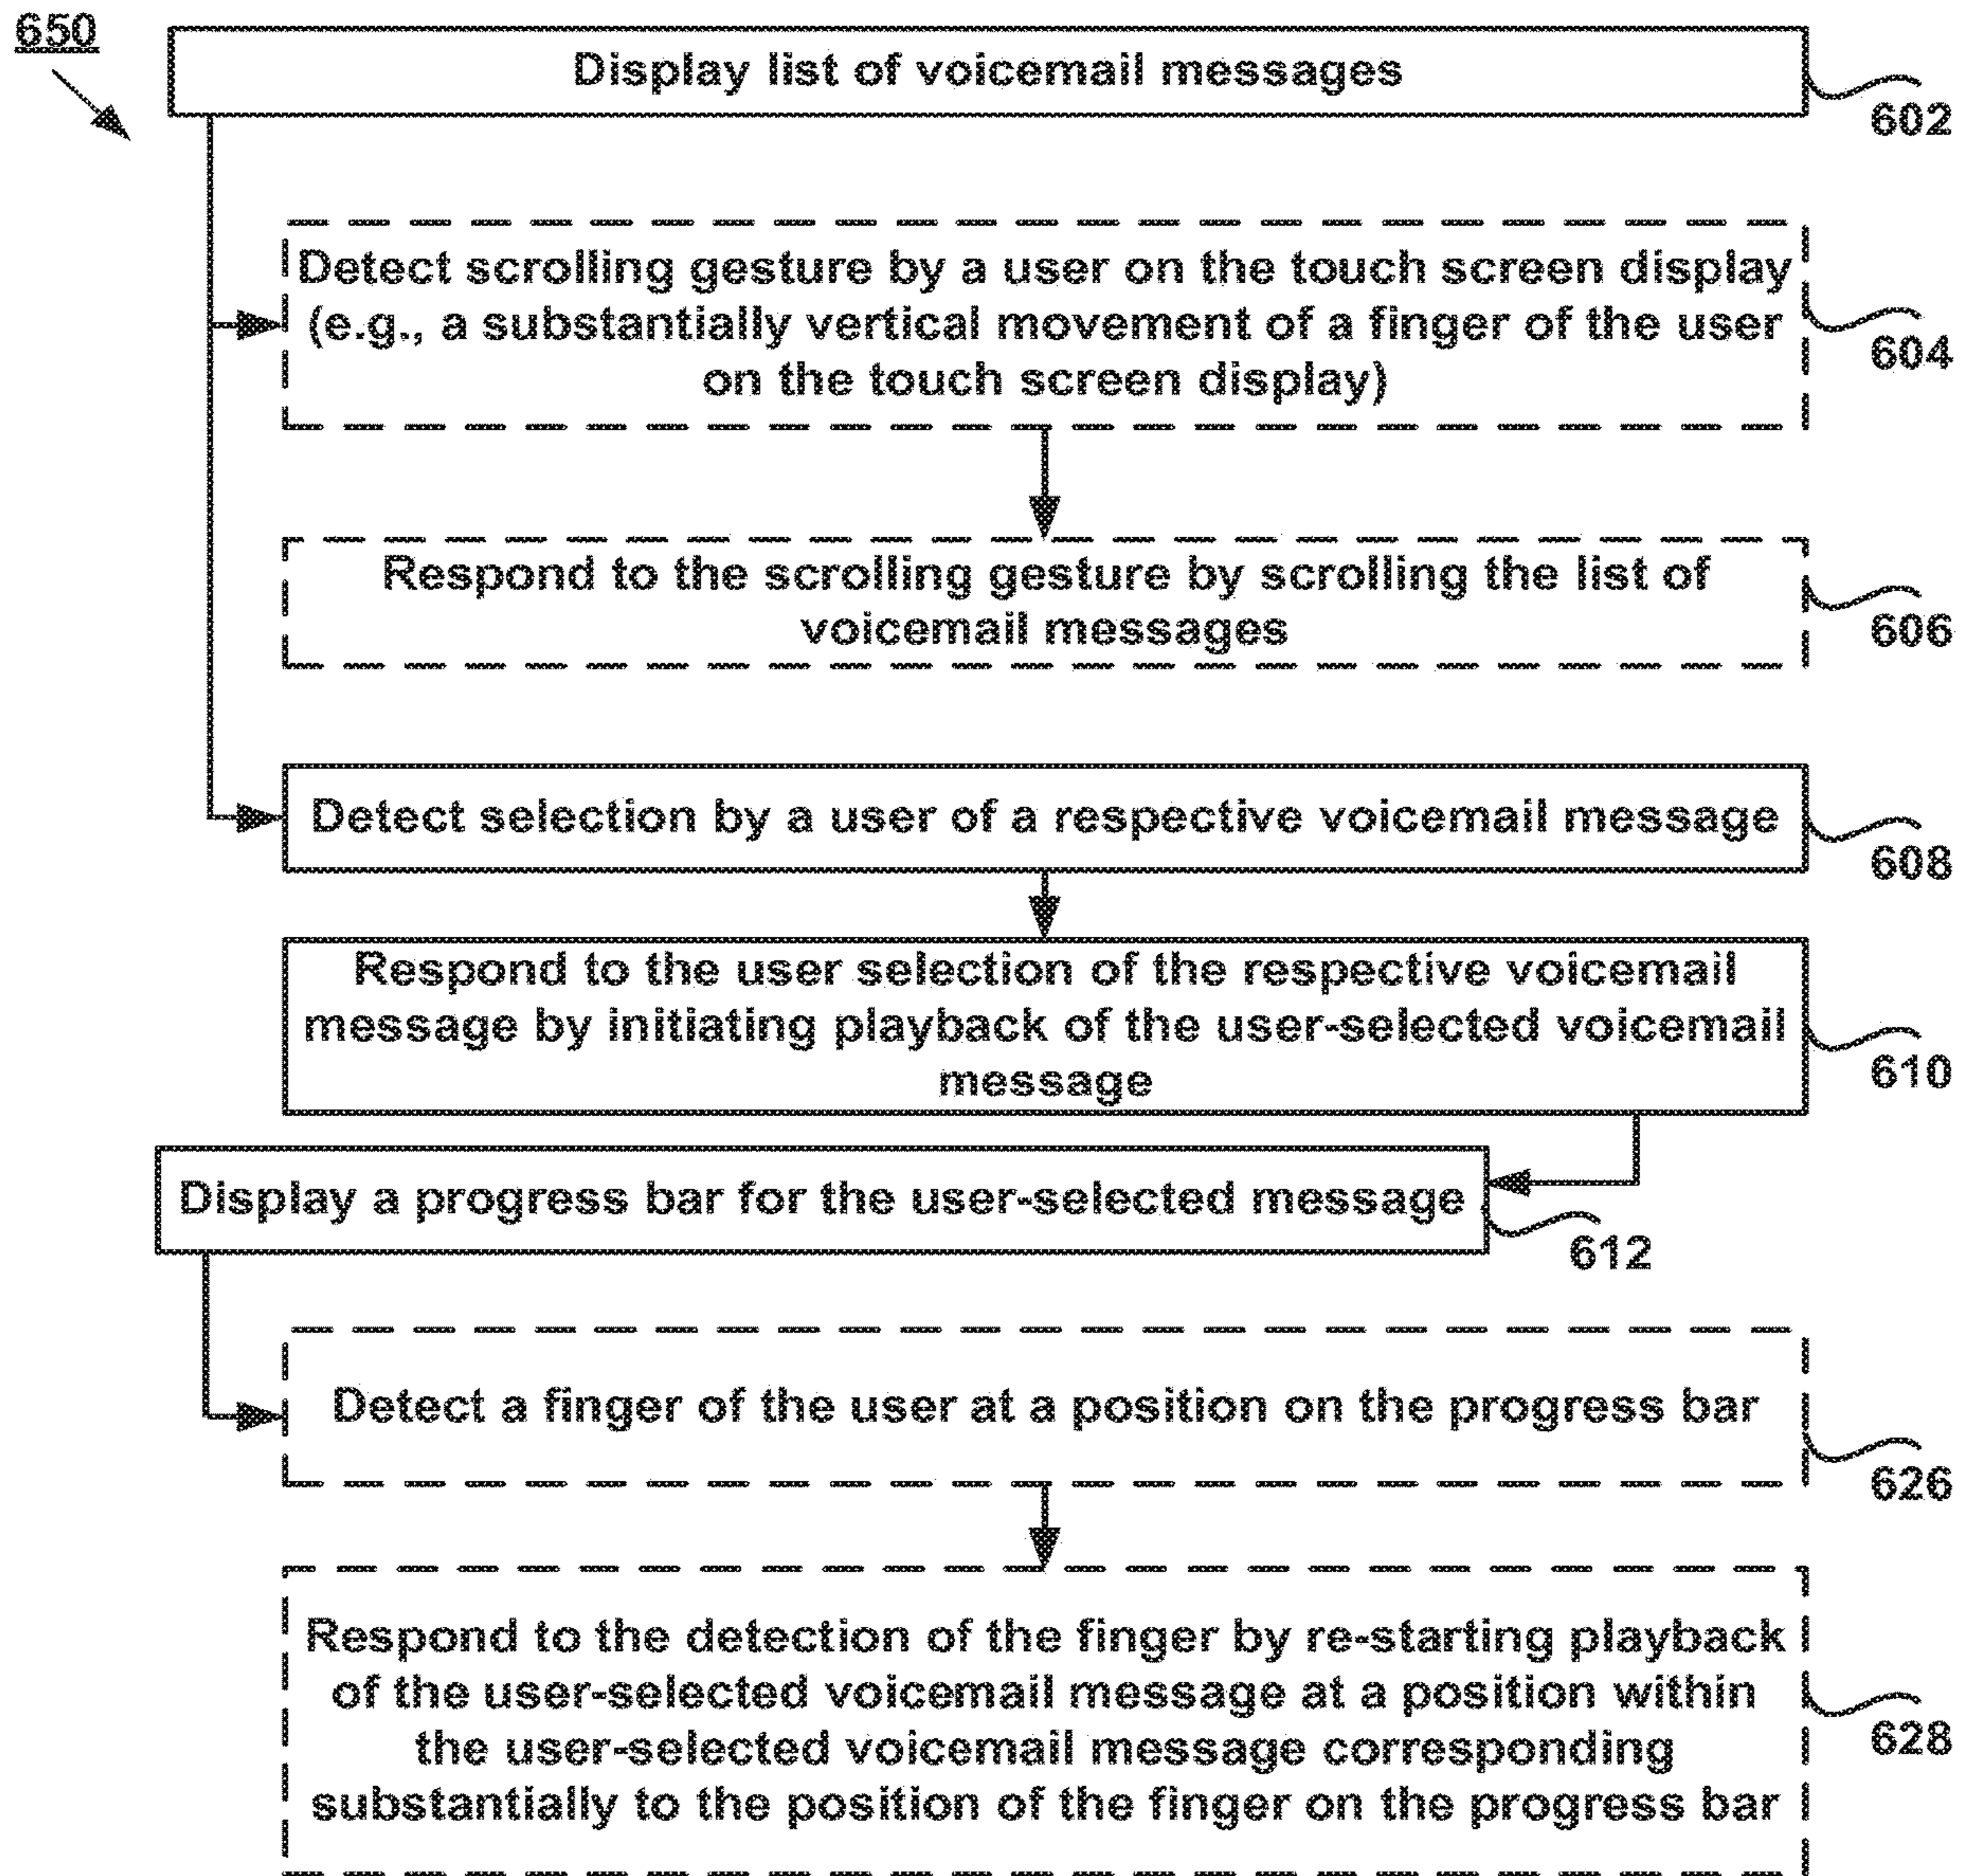 650
Display list of voicemail messages
602
Detect scrolling gesture by a user on the touch screen display
(e.g., a substantially vertical movement of a finger of the user
on the touch screen display)
604
Respond to the scrolling gesture by scrolling the list of
voicemail messages
606
Detect selection by a user of a respective voicemail message
608
Respond to the user selection of the respective voicemail
message by initiating playback of the user-selected voicemail
message
610
Display a progress bar for the user-selected message
612
Detect a finger of the user at a position on the progress bar
626
Respond to the detection of the finger by re-starting playback
of the user-selected voicemail message at a position within
the user-selected voicemail message corresponding
substantially to the position of the finger on the progress bar
628